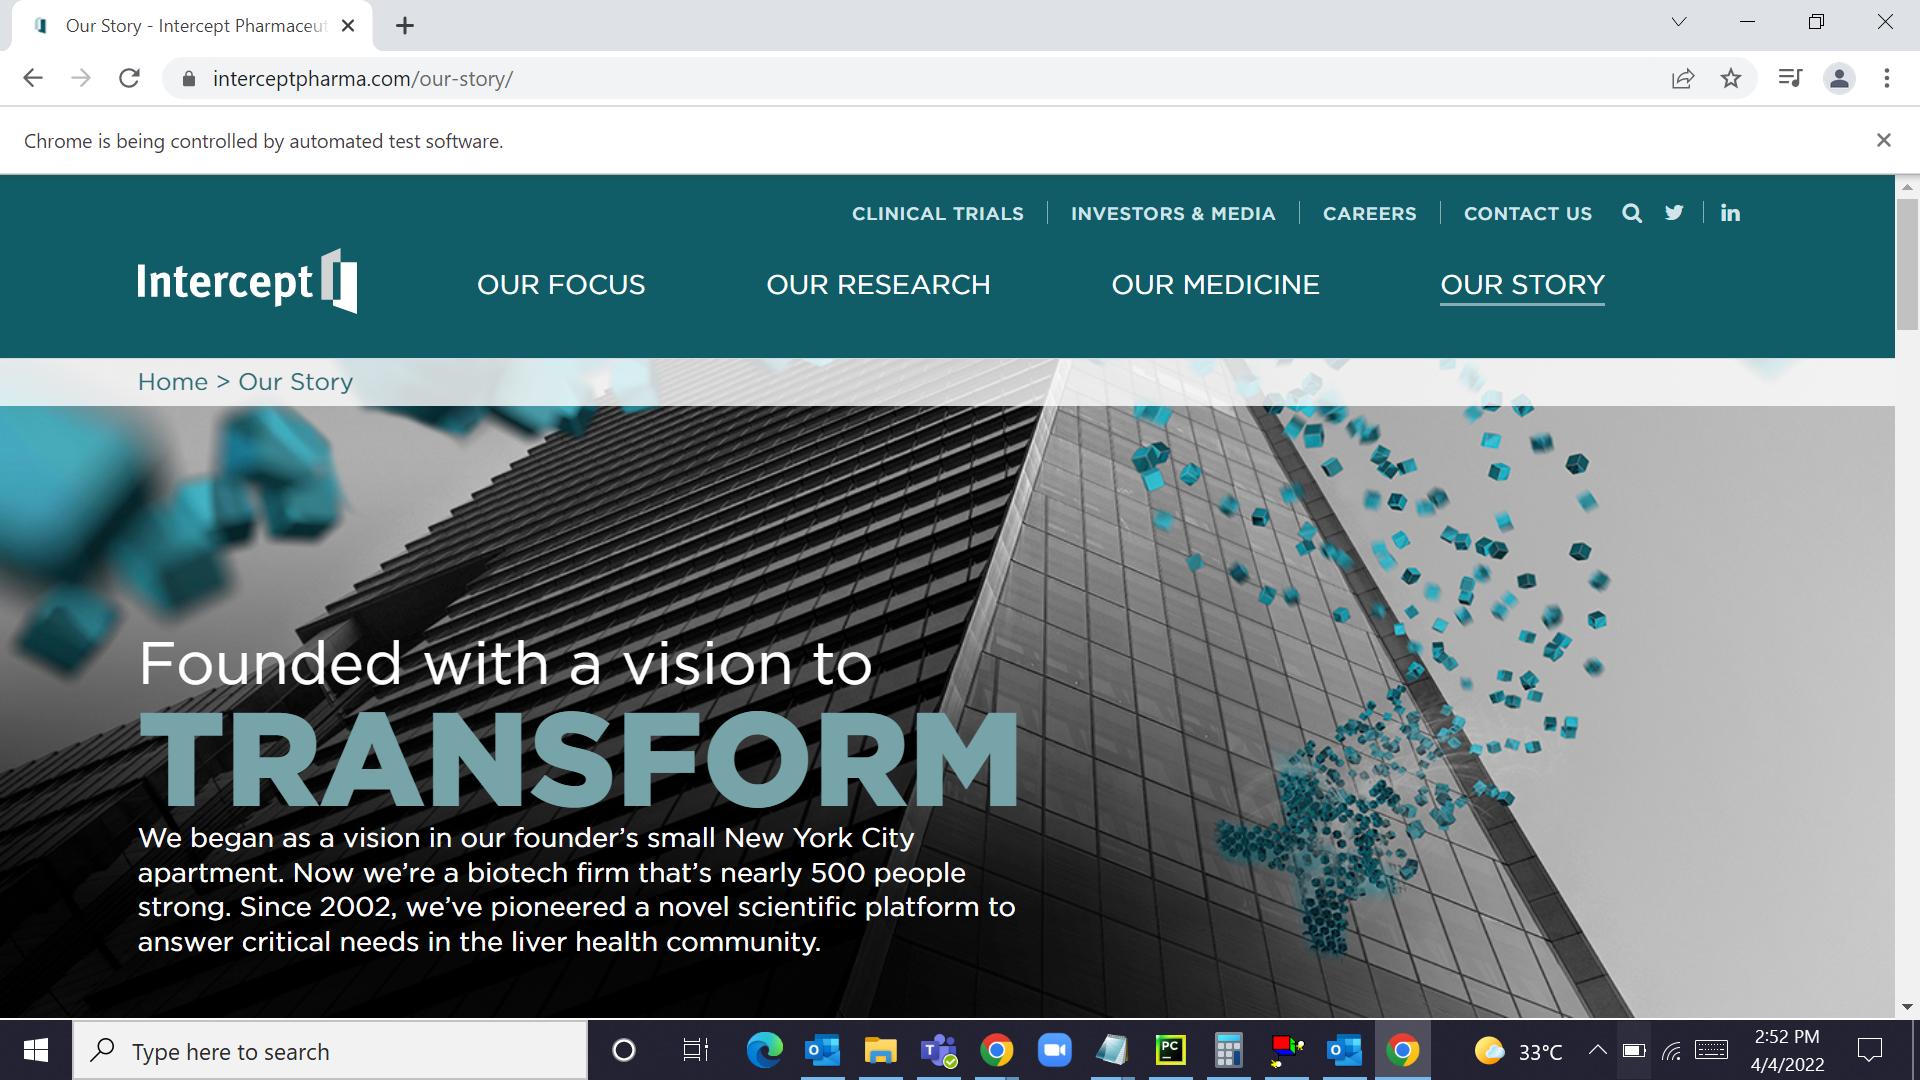 Our Story - Intercept Pharmaceut
interceptpharma.com/our-story/
Chrome is being controlled by automated test software.
CLINICAL TRIALS
INVESTORS & MEDIA
CAREERS
CONTACT US
in
Intercept
OUR FOCUS
OUR RESEARCH
OUR MEDICINE
OUR STORY
Home > Our Story
Founded with a vision to
TRANSFORM
We began as a vision in our founder’s small New York City
apartment. Now we’re a biotech firm that’s nearly 500 people
strong. Since 2002, we’ve pioneered a novel scientific platform to
answer critical needs in the liver health community.
Type here to search
PC
33°C
2:52 PM
4/4/2022